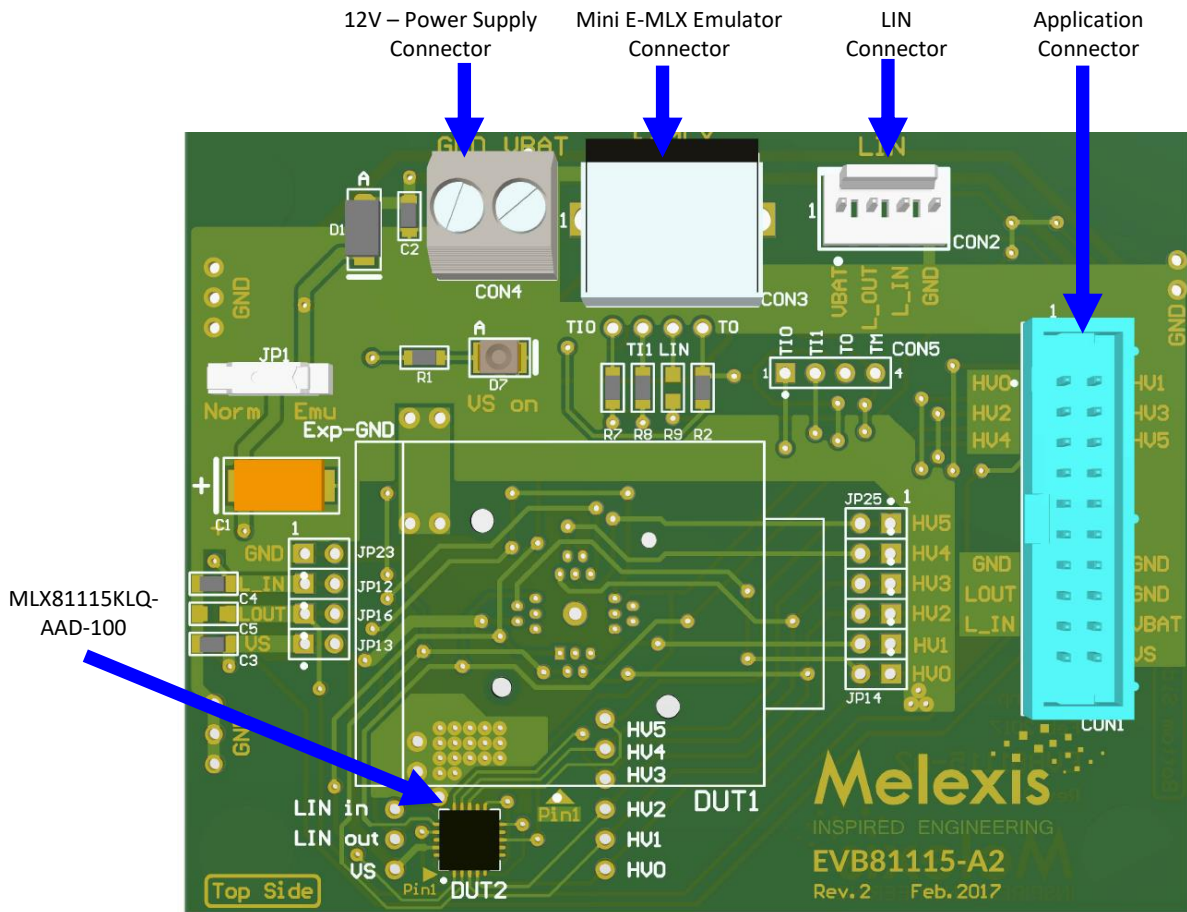 12V – Power Supply
Connector
Mini E-MLX Emulator
Connector
LIN
Connector
Application
Connector
GND VBAT
LIN
A
D1
C2
1
1
CON4
CON3
CON2
VBAT
L_OUT
L_IN
GND
GND
GND
1
JP1
Norm
Emu
R1
A
D7
VS on
TI0
TO
TI1 LIN
R7
R8
R9
R2
TI0
TI1
TO
TM
CON5
1
4
HV0
HV1
HV2
HV3
HV4
HV5
Exp-GND
+
C1
1
GND
JP23
L_IN
JP12
LOUT
JP16
VS
JP13
C4
C5
C3
GND
JP25
1
HV5
HV4
HV3
HV2
HV1
HV0
JP14
GND
GND
LOUT
GND
L_IN
VBAT
VS
CON1
MLX81115KLQ-
AAD-100
HV5
HV4
HV3
HV2
HV1
HV0
DUT1
Pin1
LIN in
LIN out
VS
Pin1
DUT2
Top Side
Melexis
INSPIRED ENGINEERING
EVB81115-A2
Rev. 2 Feb. 2017